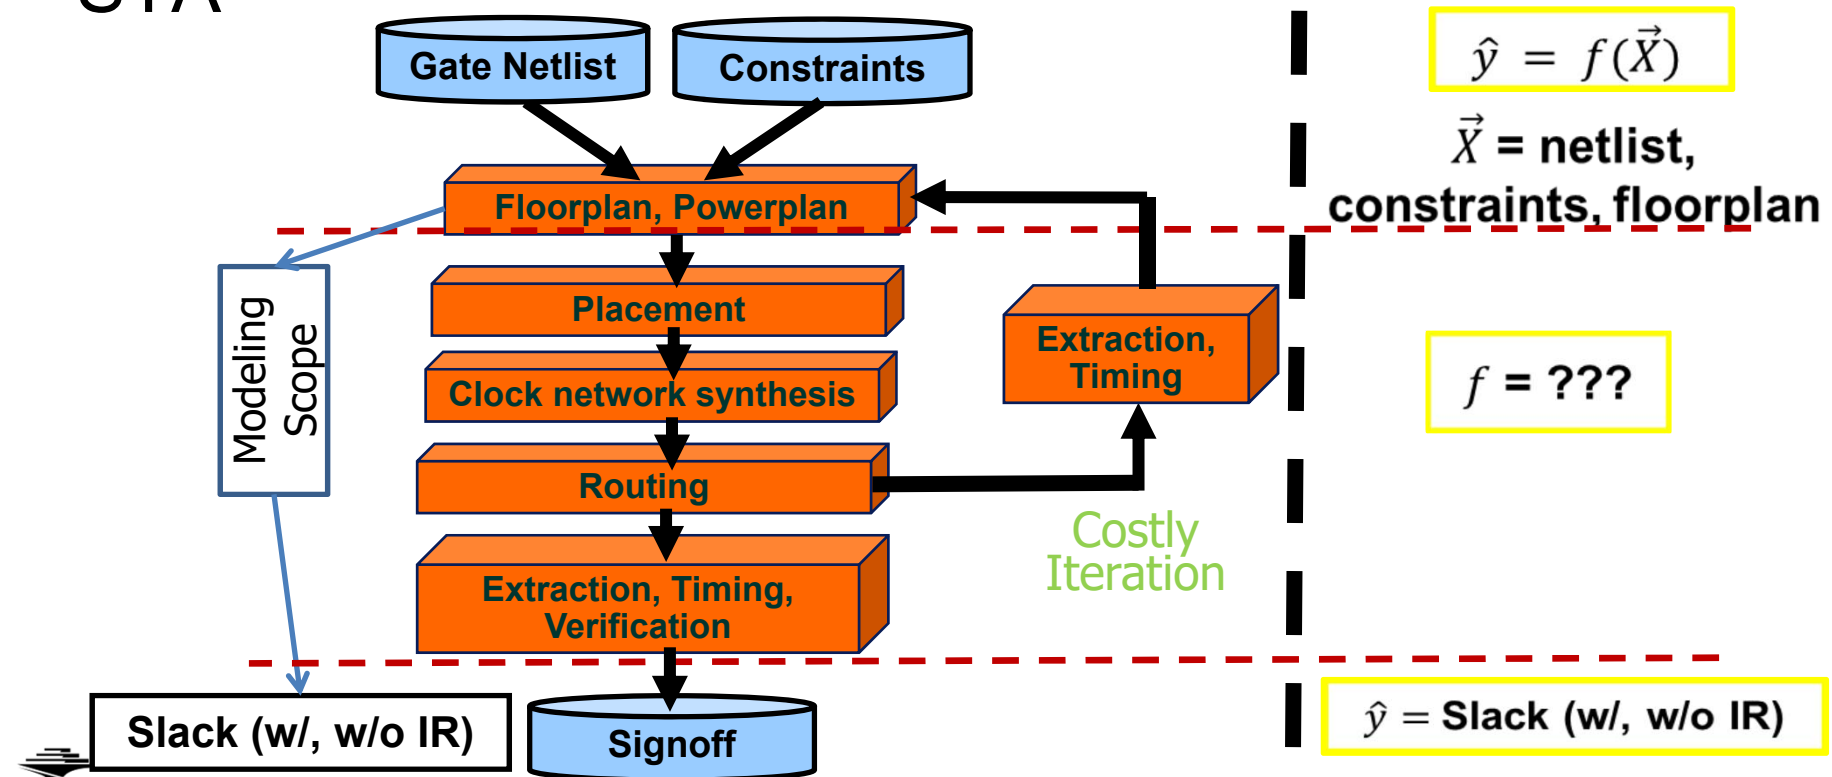 Gate Netlist
Constraints
Floorplan, Powerplan
Placement
Clock network synthesis
Routing
Extraction, Timing,
Verification
Signoff
Extraction,
Timing
Costly
Iteration
Modeling
Scope
Slack (w/, w/o IR)
ŷ = f(X⃗)
X⃗ = netlist,
constraints, floorplan
f = ???
ŷ = Slack (w/, w/o IR)